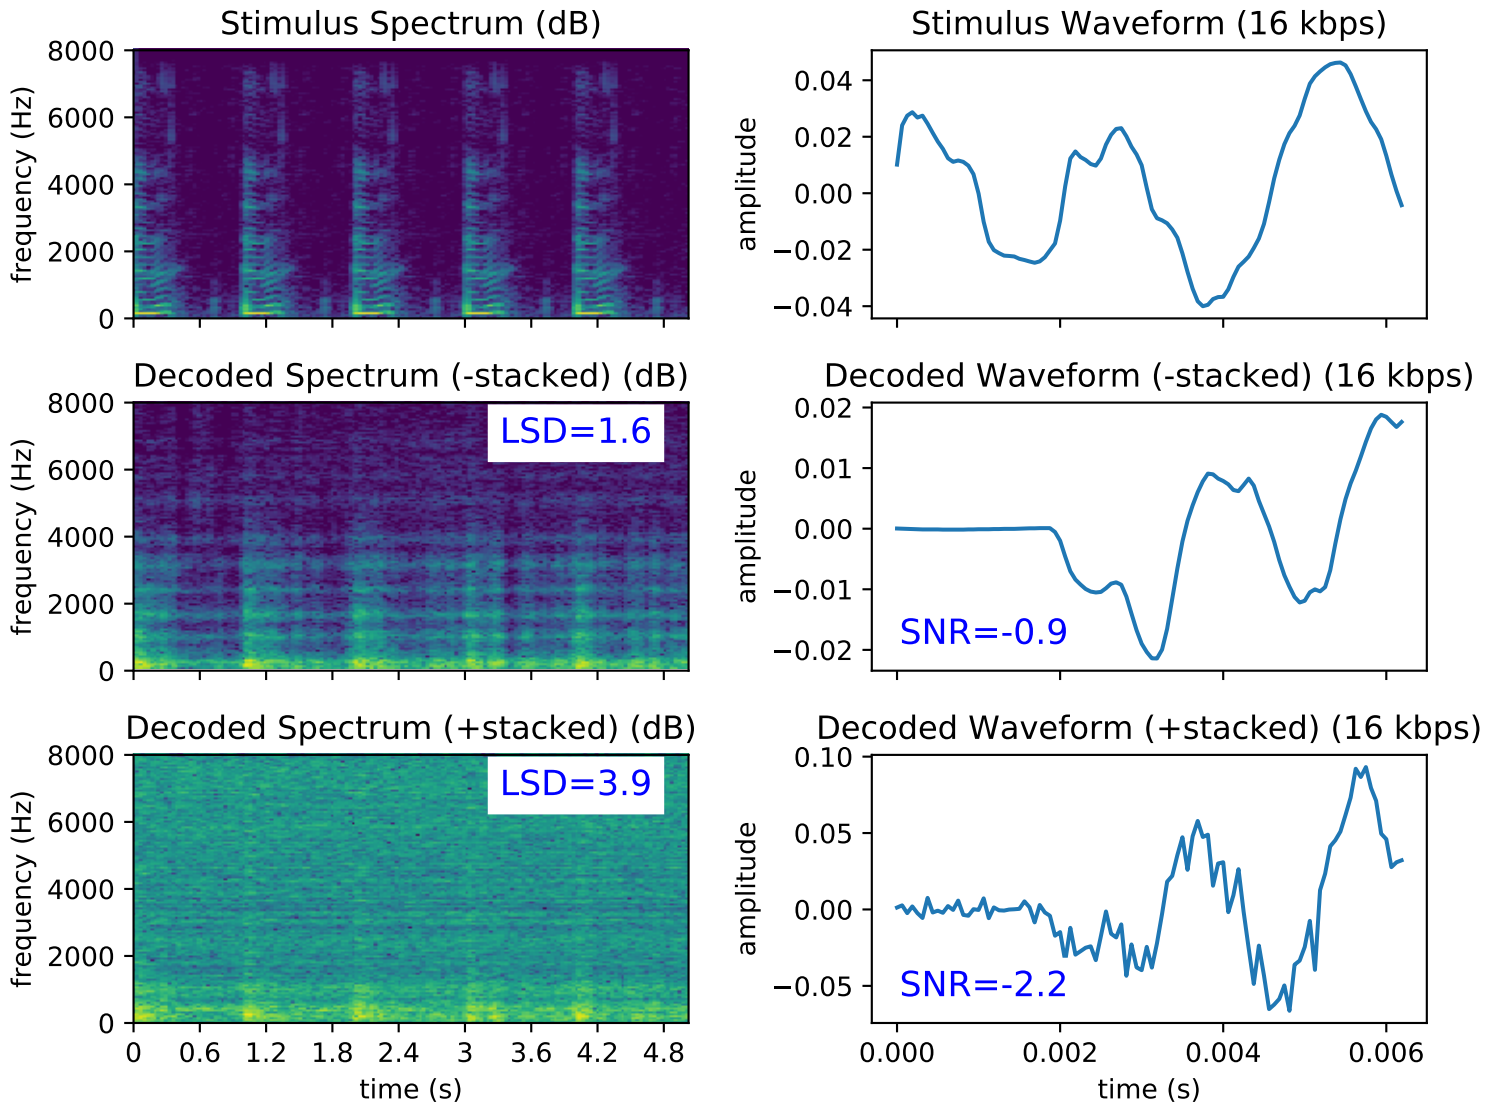 Stimulus Spectrum (dB)
8000
6000
4000
2000
0
frequency (Hz)
Stimulus Waveform (16 kbps)
0.04
0.02
0.00
−0.02
−0.04
amplitude
Decoded Spectrum (-stacked) (dB)
8000
6000
4000
2000
0
frequency (Hz)
LSD=1.6
Decoded Waveform (-stacked) (16 kbps)
0.02
0.01
0.00
−0.01
−0.02
amplitude
SNR=-0.9
Decoded Spectrum (+stacked) (dB)
8000
6000
4000
2000
0
frequency (Hz)
LSD=3.9
0 0.6 1.2 1.8 2.4 3 3.6 4.2 4.8
time (s)
Decoded Waveform (+stacked) (16 kbps)
0.10
0.05
0.00
−0.05
amplitude
SNR=-2.2
0.000 0.002 0.004 0.006
time (s)